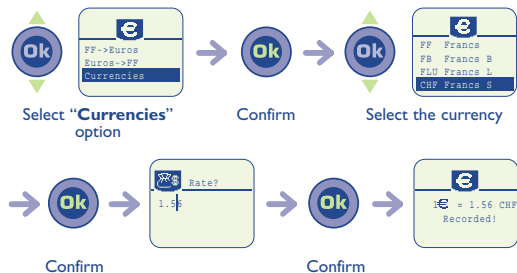 Ok
€
FF->Euros
Euros->FF
Currencies
Ok
Ok
€
FF Francs
FB Francs B
FLU Francs L
CHF Francs S
Select "Currencies"
option
Confirm
Select the currency
Ok
Rate?
1.56
Ok
€
1€ = 1.56 CHF
Recorded!
Confirm
Confirm